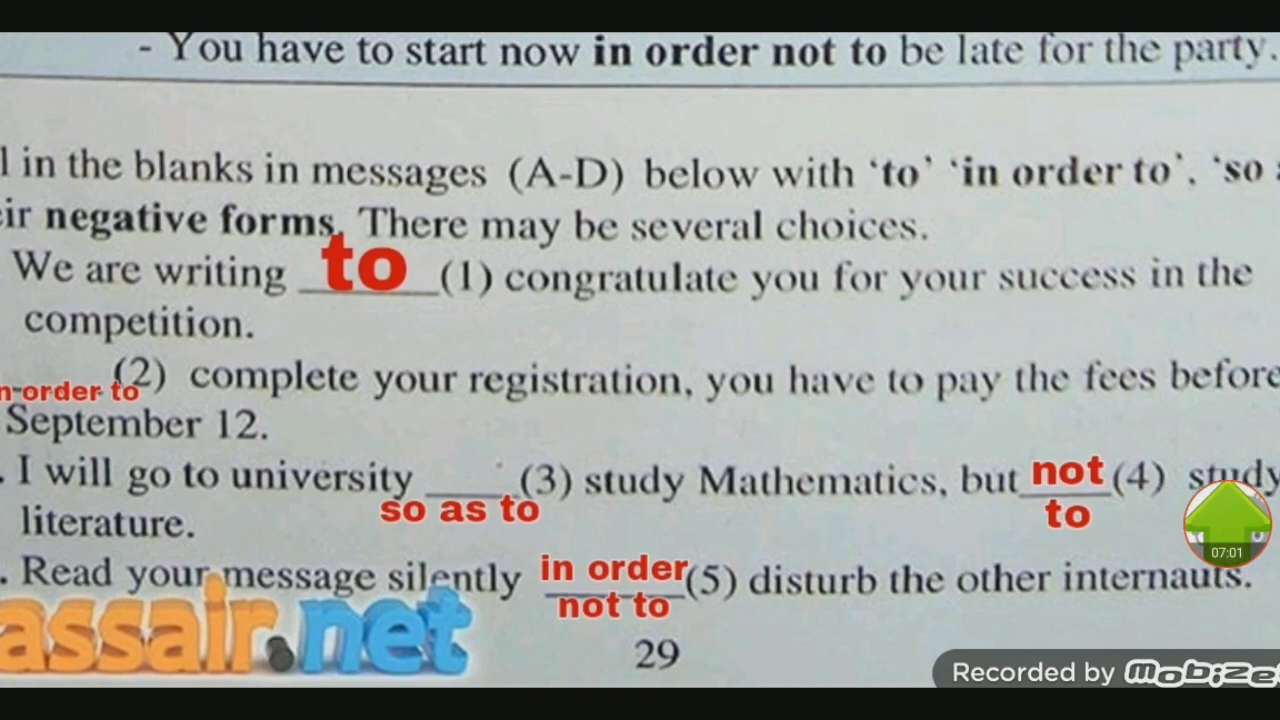 - You have to start now in order not to be late for the party.
l in the blanks in messages (A-D) below with ‘to’ ‘in order to’, ‘so
eir negative forms. There may be several choices.
We are writing to (1) congratulate you for your success in the
competition.
n order to (2) complete your registration, you have to pay the fees before
September 12.
. I will go to university so as to (3) study Mathematics, but not to (4) study
literature.
. Read your message silently in order not to (5) disturb the other internauts.
assair.net
29
07:01
Recorded by Mobize